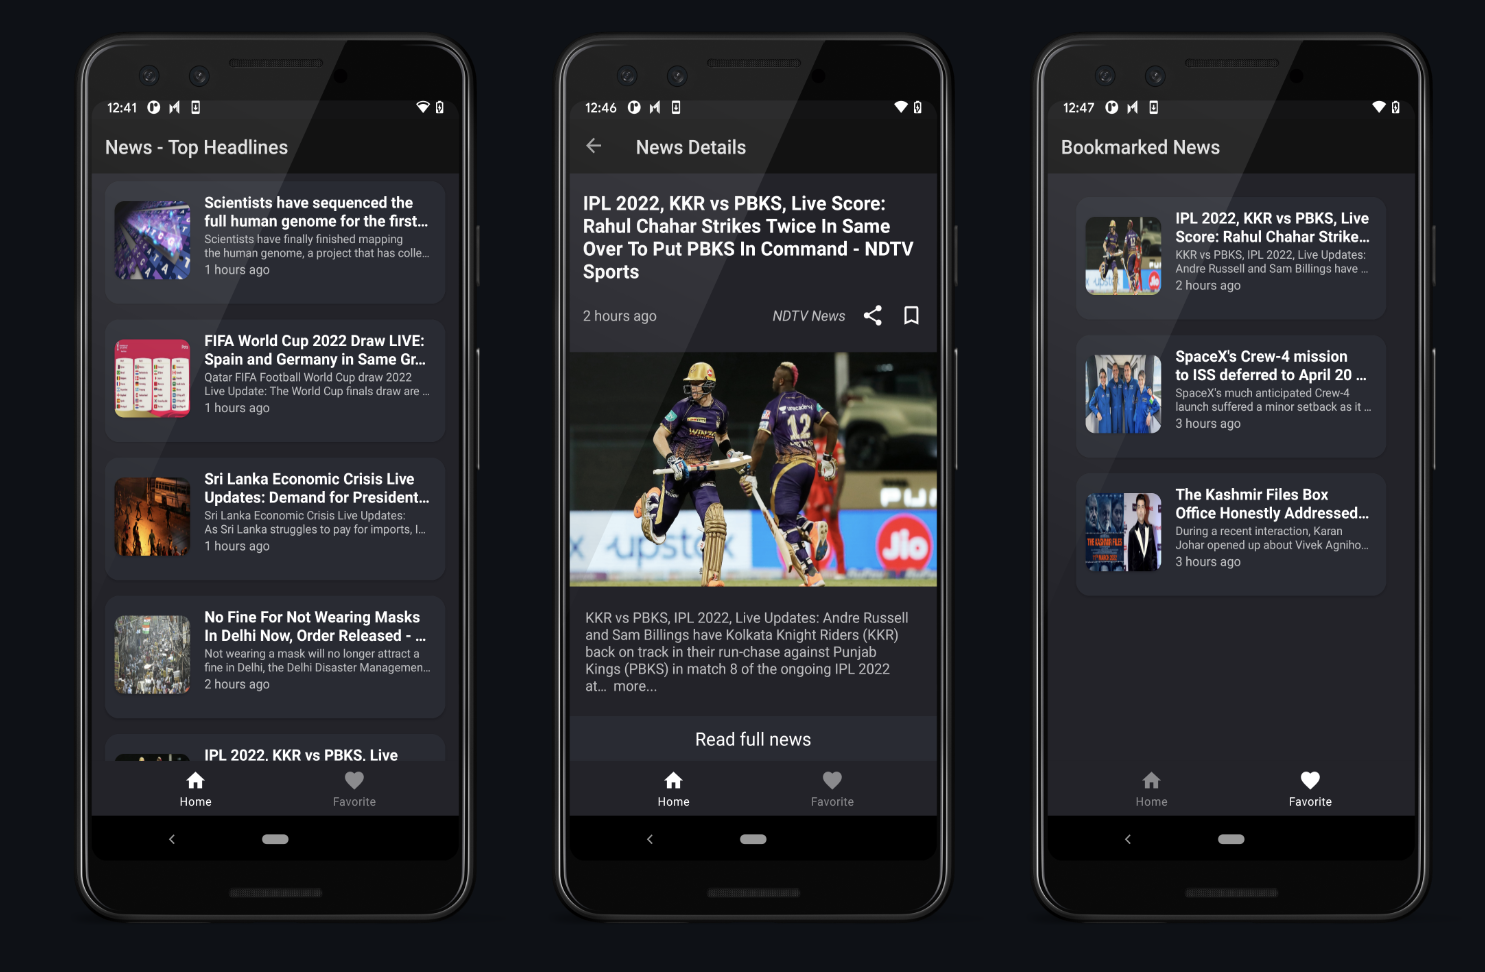 12:41
News - Top Headlines
Scientists have sequenced the
full human genome for the first...
Scientists have finally finished mapping
the human genome, a project that has colle...
1 hours ago
FIFA World Cup 2022 Draw LIVE:
Spain and Germany in Same Gr...
Qatar FIFA Football World Cup draw 2022
Live Update: The World Cup finals draw are ...
1 hours ago
Sri Lanka Economic Crisis Live
Updates: Demand for President...
Sri Lanka Economic Crisis Live Updates:
As Sri Lanka struggles to pay for imports, l...
1 hours ago
No Fine For Not Wearing Masks
In Delhi Now, Order Released - ...
Not wearing a mask will no longer attract a
fine in Delhi, the Delhi Disaster Managemen...
2 hours ago
IPL 2022, KKR vs PBKS, Live
Home
Favorite
12:46
News Details
IPL 2022, KKR vs PBKS, Live Score:
Rahul Chahar Strikes Twice In Same
Over To Put PBKS In Command - NDTV
Sports
2 hours ago
NDTV News
12
upstox
Jio
KKR vs PBKS, IPL 2022, Live Updates: Andre Russell
and Sam Billings have Kolkata Knight Riders (KKR)
back on track in their run-chase against Punjab
Kings (PBKS) in match 8 of the ongoing IPL 2022
at... more...
Read full news
Home
Favorite
12:47
Bookmarked News
IPL 2022, KKR vs PBKS, Live
Score: Rahul Chahar Strike...
KKR vs PBKS, IPL 2022, Live Updates:
Andre Russell and Sam Billings have ...
2 hours ago
SpaceX's Crew-4 mission
to ISS deferred to April 20 ...
SpaceX's much anticipated Crew-4
launch suffered a minor setback as it ...
3 hours ago
The Kashmir Files Box
Office Honestly Addressed...
During a recent interaction, Karan
Johar opened up about Vivek Agniho...
3 hours ago
Home
Favorite